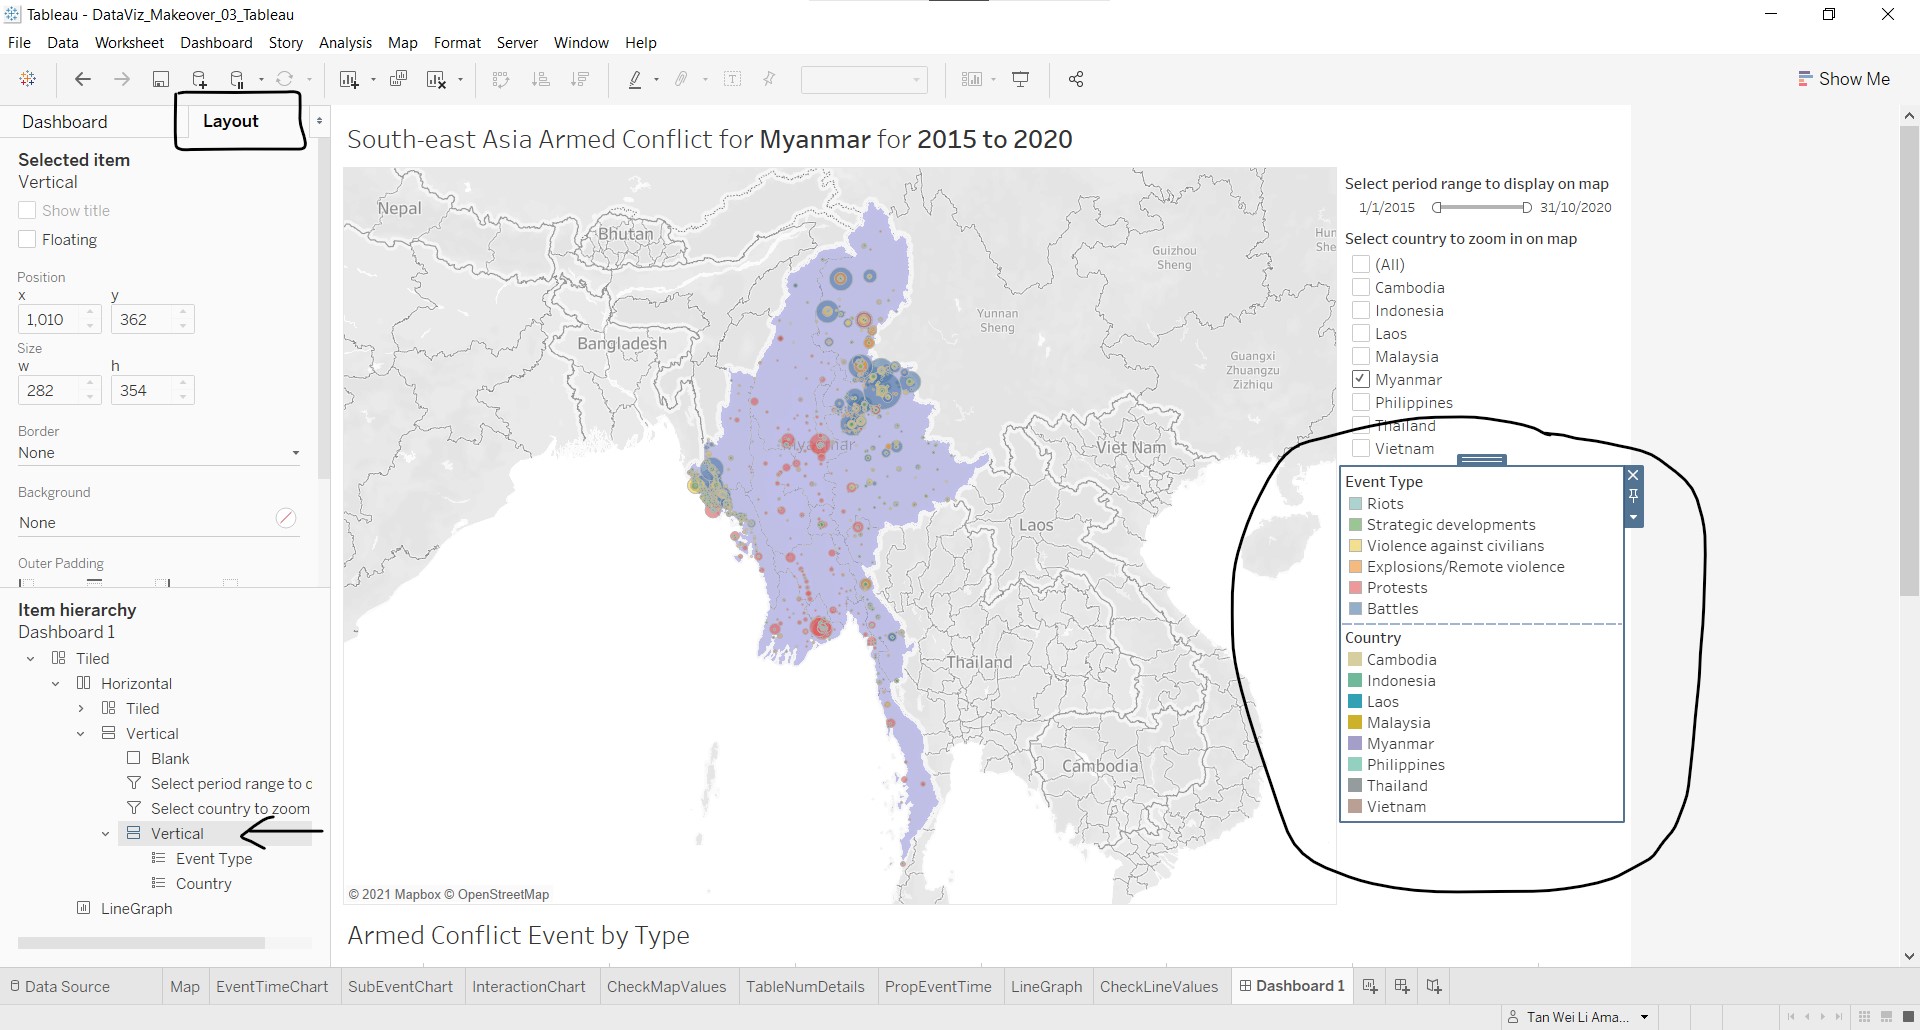 Tableau - DataViz_Makeover_03_Tableau
File Data Worksheet Dashboard Story Analysis Map Format Server Window Help
Show Me
Dashboard
Layout
Selected item
Vertical
Show title
Floating
Position
x y
1,010 362
Size
w h
282 354
Border
None
Background
None
Outer Padding
Item hierarchy
Dashboard 1
Tiled
Horizontal
Tiled
Vertical
Blank
Select period range to d
Select country to zoom
Vertical
Event Type
Country
LineGraph
South-east Asia Armed Conflict for Myanmar for 2015 to 2020
Nepal
Bhutan
Bangladesh
Guizhou
Sheng
Hun
She
Yunnan
Sheng
Guangxi
Zhuangzu
Zizhiqu
Myanmar
Viet Nam
Laos
Thailand
Cambodia
© 2021 Mapbox © OpenStreetMap
Select period range to display on map
1/1/2015 31/10/2020
Select country to zoom in on map
(All)
Cambodia
Indonesia
Laos
Malaysia
Myanmar
Philippines
Thailand
Vietnam
Event Type
Riots
Strategic developments
Violence against civilians
Explosions/Remote violence
Protests
Battles
Country
Cambodia
Indonesia
Laos
Malaysia
Myanmar
Philippines
Thailand
Vietnam
Armed Conflict Event by Type
Data Source Map EventTimeChart SubEventChart InteractionChart CheckMapValues TableNumDetails PropEventTime LineGraph CheckLineValues Dashboard 1
Tan Wei Li Ama...